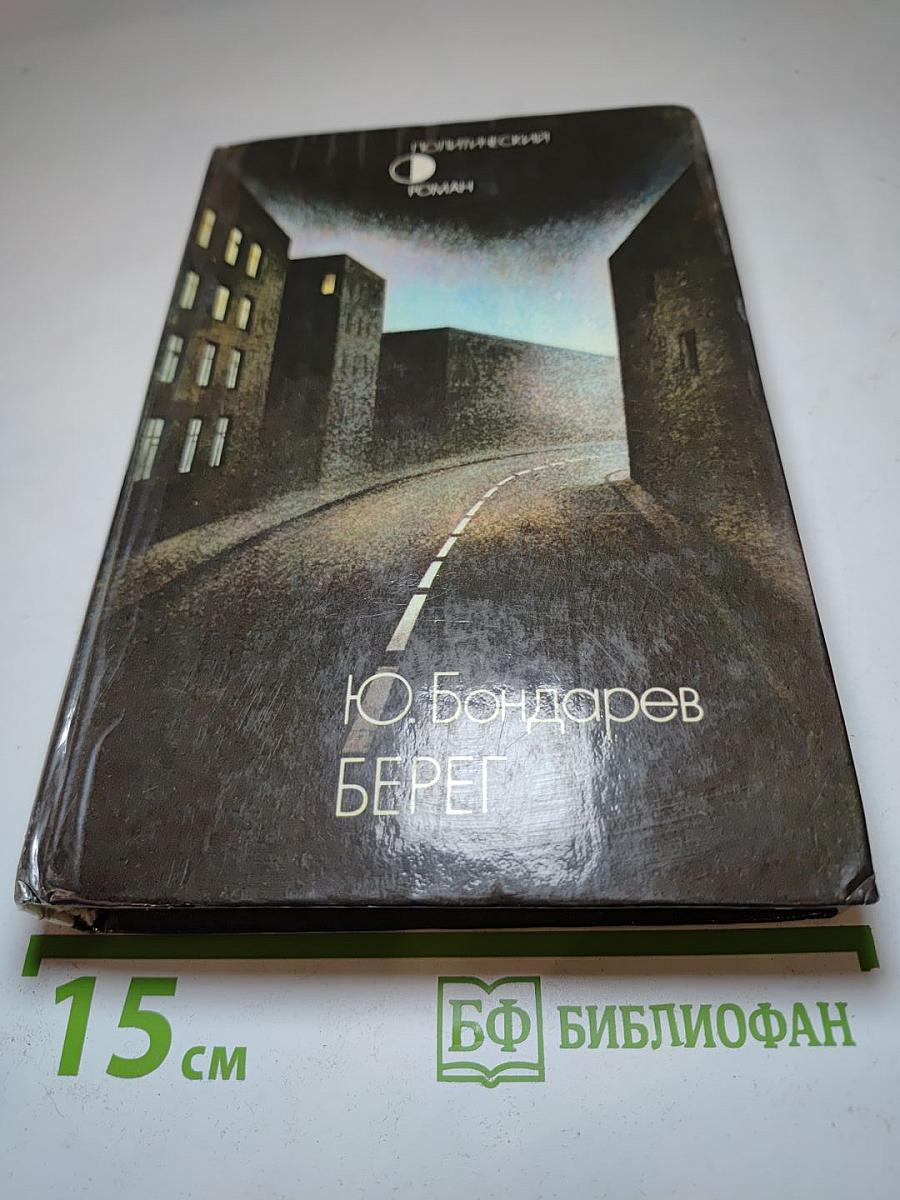 ПОЛИТИЧЕСКИЙ
РОМАН
Ю. Бондарев
БЕРЕГ
15 см
БФ БИБЛИОФАН